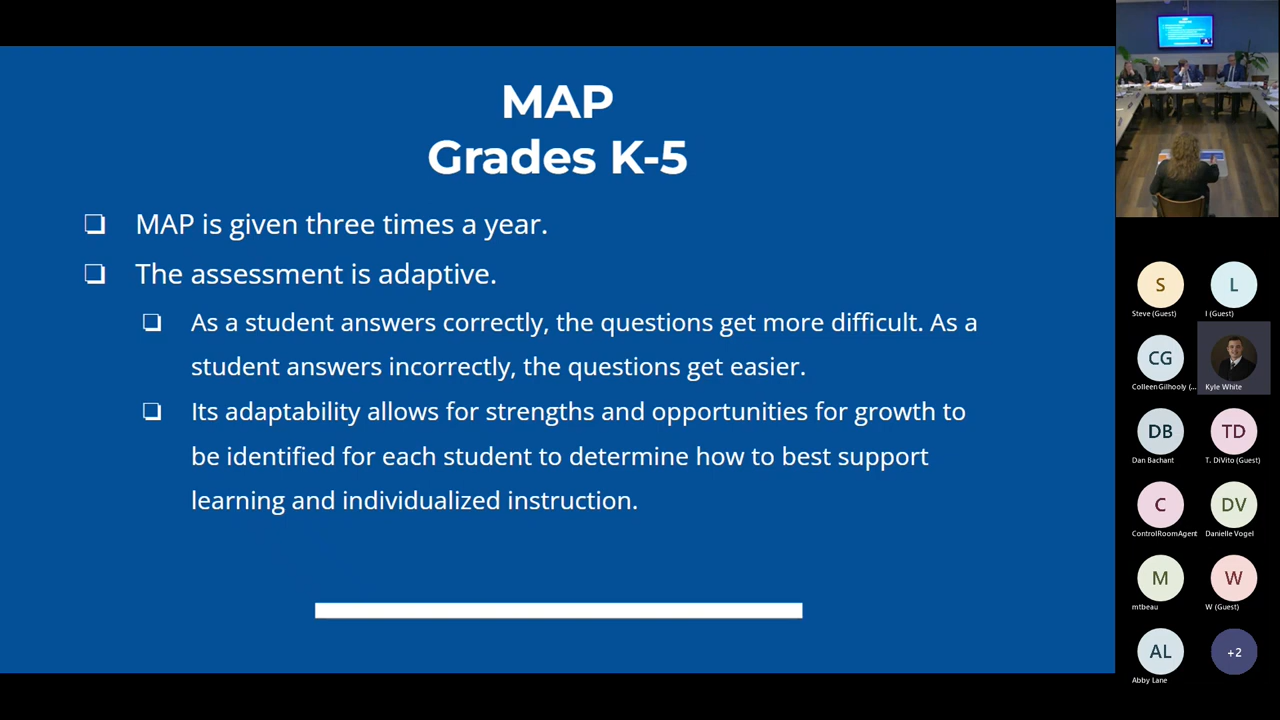 MAP
Grades K-5
❏ MAP is given three times a year.
❏ The assessment is adaptive.
❏ As a student answers correctly, the questions get more difficult. As a
student answers incorrectly, the questions get easier.
❏ Its adaptability allows for strengths and opportunities for growth to
be identified for each student to determine how to best support
learning and individualized instruction.
S
Steve (Guest)
L
I (Guest)
CG
Colleen Gilhooly (...
Kyle White
DB
Dan Bachant
TD
T. DiVito (Guest)
C
ControlRoomAgent
DV
Danielle Vogel
M
mtbeau
W
W (Guest)
AL
Abby Lane
+2